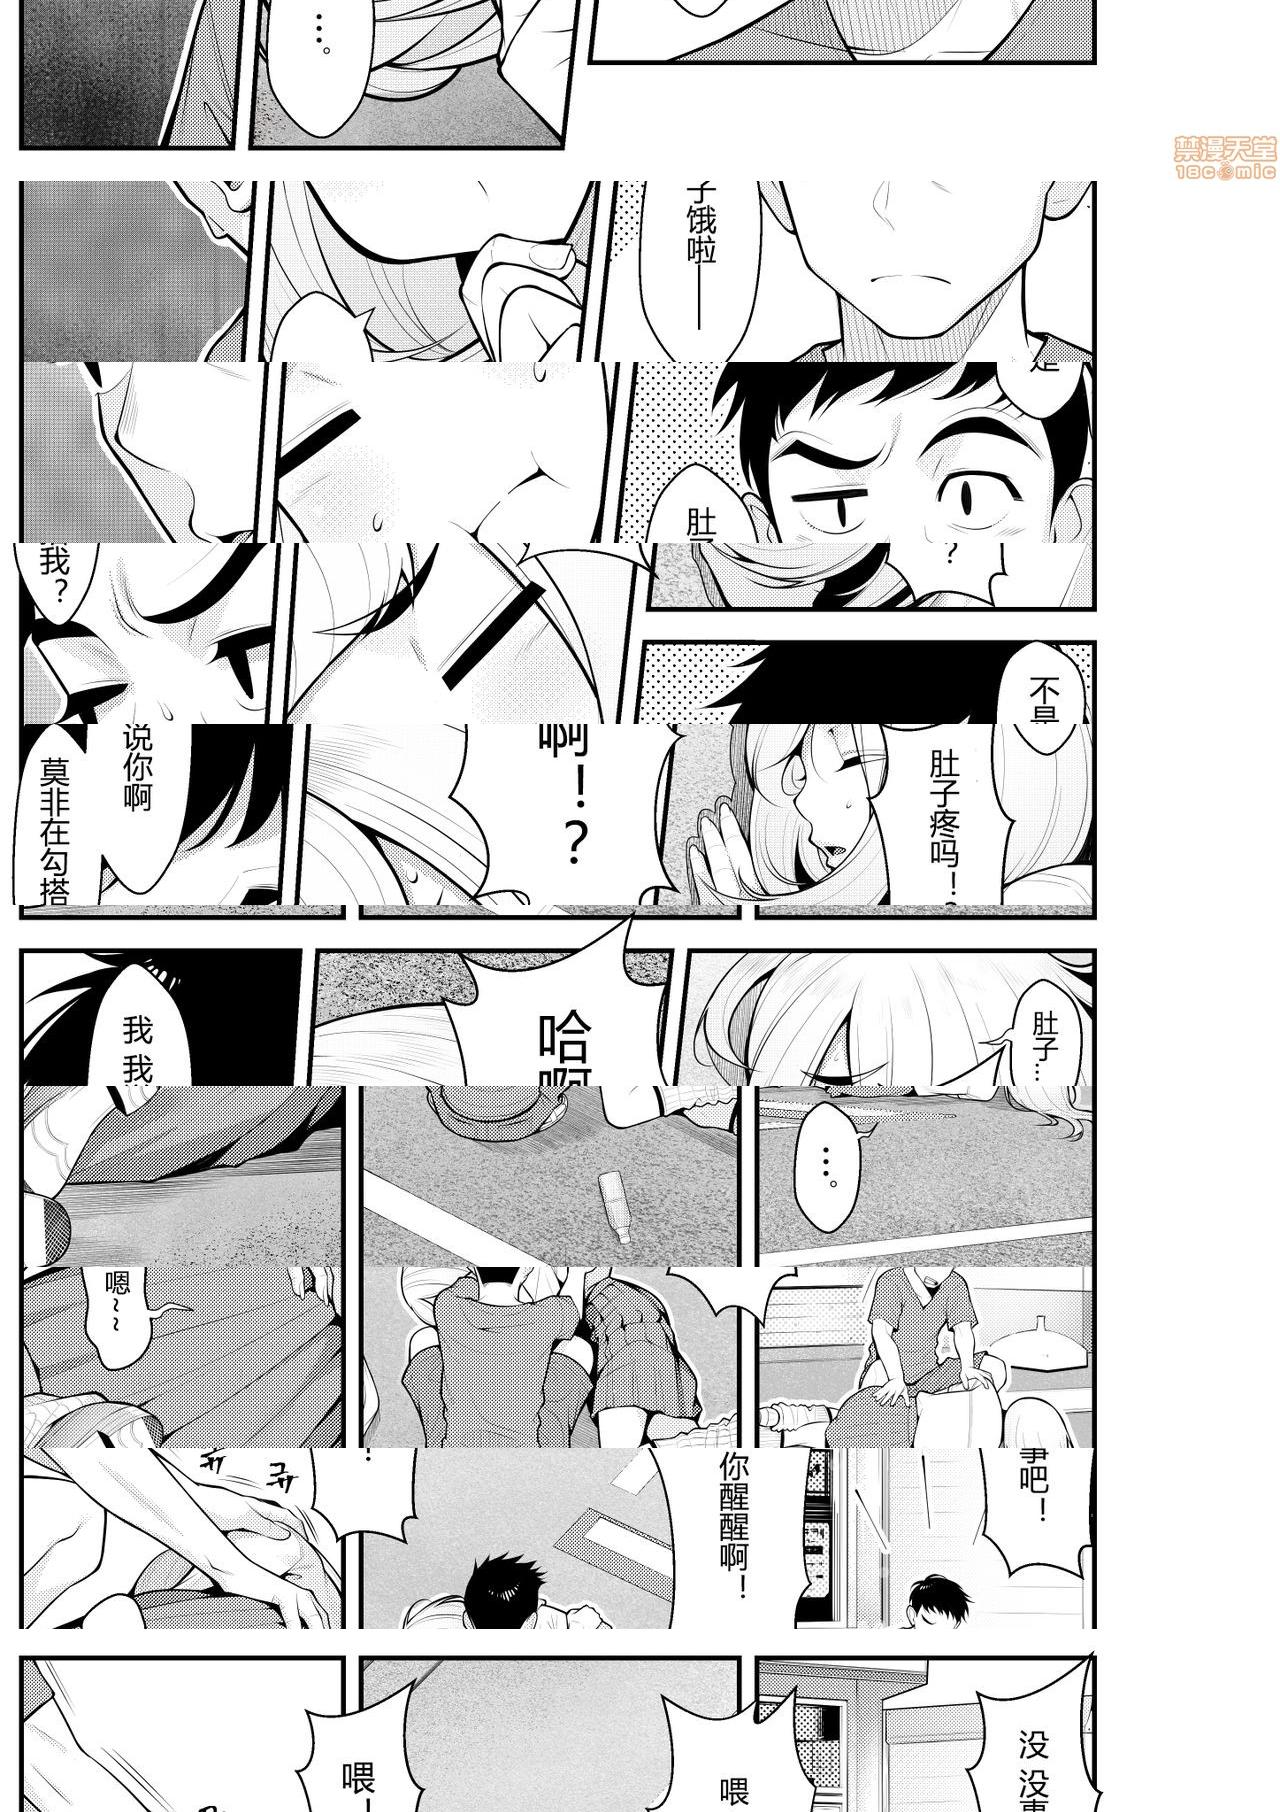 …。
禁漫天堂
18comic
子饿啦——
肚
？
我？
不
肚子疼吗！
啊！？
说你啊
莫非在勾搭
肚子…
哈
我 我
…。
嗯~~
吧！
你醒醒啊！
！
没 没
喂
喂！